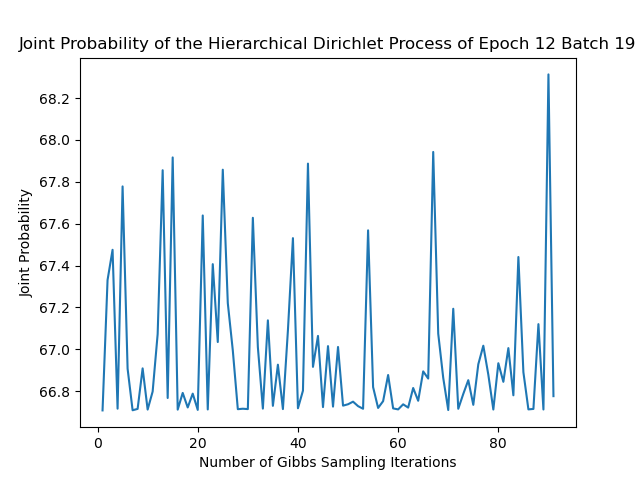 Joint Probability of the Hierarchical Dirichlet Process of Epoch 12 Batch 19
68.2
68.0
67.8
67.6
67.4
67.2
67.0
66.8
Joint Probability
0 20 40 60 80
Number of Gibbs Sampling Iterations